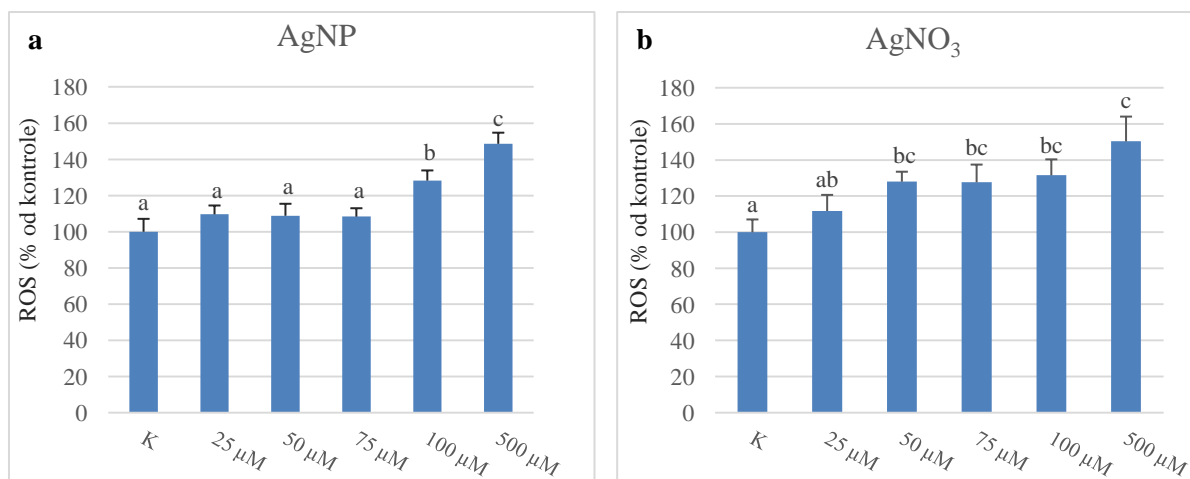 a
AgNP
ROS (% od kontrole)
180
160
140
120
100
80
60
40
20
0
a
a
a
a
b
c
K
25 µM
50 µM
75 µM
100 µM
500 µM
b
AgNO₃
ROS (% od kontrole)
180
160
140
120
100
80
60
40
20
0
a
ab
bc
bc
bc
c
K
25 µM
50 µM
75 µM
100 µM
500 µM